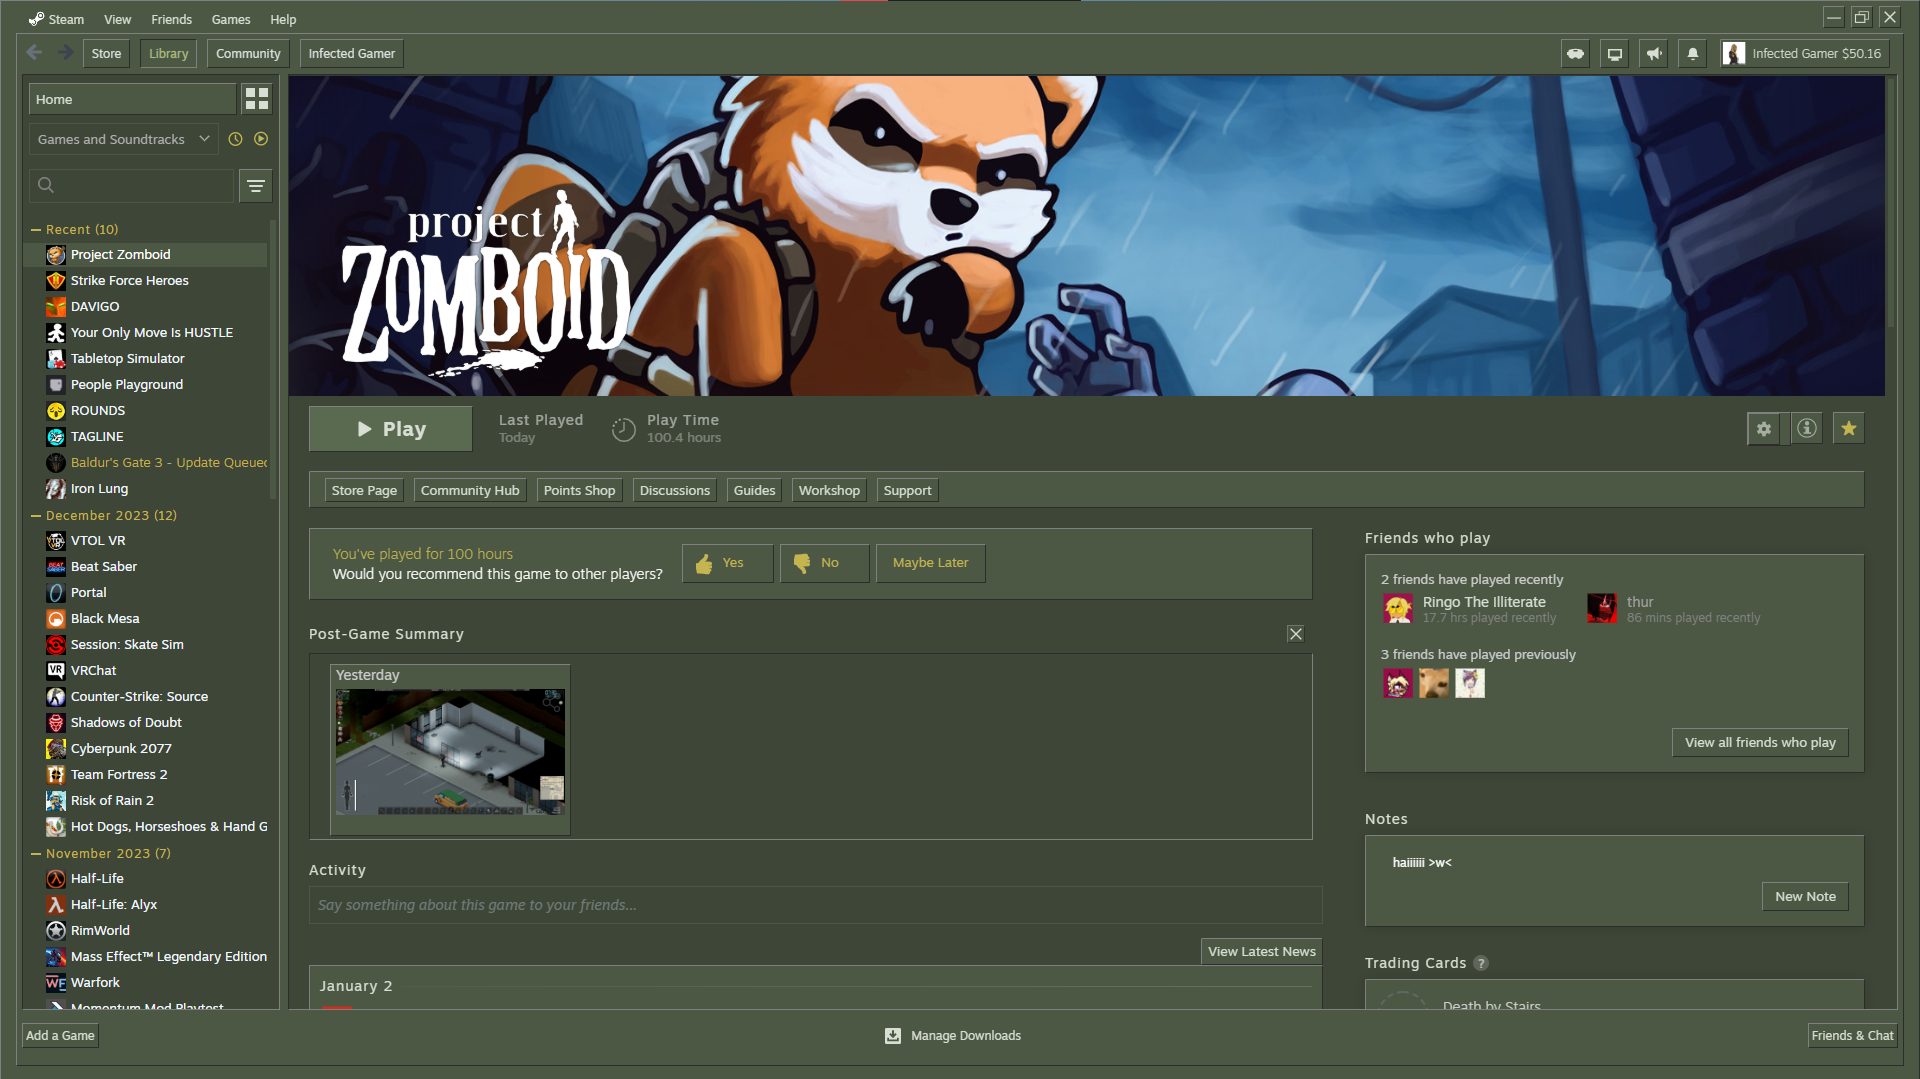 Steam View Friends Games Help
Store Library Community Infected Gamer
Infected Gamer $50.16
Home
Games and Soundtracks
Recent (10)
Project Zomboid
Strike Force Heroes
DAVIGO
Your Only Move Is HUSTLE
Tabletop Simulator
People Playground
ROUNDS
TAGLINE
Baldur's Gate 3 - Update Queued
Iron Lung
December 2023 (12)
VTOL VR
Beat Saber
Portal
Black Mesa
Session: Skate Sim
VRChat
Counter-Strike: Source
Shadows of Doubt
Cyberpunk 2077
Team Fortress 2
Risk of Rain 2
Hot Dogs, Horseshoes & Hand G
November 2023 (7)
Half-Life
Half-Life: Alyx
RimWorld
Mass Effect™ Legendary Edition
Warfork
Momentum Mod Playtest
project
ZOMBOID
Play
Last Played
Today
Play Time
100.4 hours
Store Page Community Hub Points Shop Discussions Guides Workshop Support
You've played for 100 hours
Would you recommend this game to other players?
Yes No Maybe Later
Post-Game Summary
Yesterday
Activity
Say something about this game to your friends...
View Latest News
January 2
Friends who play
2 friends have played recently
Ringo The Illiterate
17.7 hrs played recently
thur
86 mins played recently
3 friends have played previously
View all friends who play
Notes
haiiiiiii >w<
New Note
Trading Cards ?
Death by Stairs
Add a Game
Manage Downloads
Friends & Chat